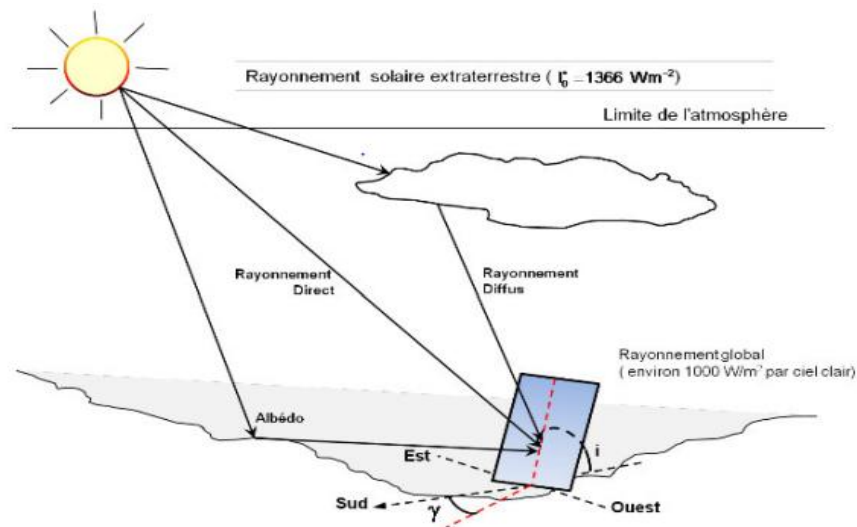 Rayonnement solaire extraterrestre ( I₀* =1366 Wm⁻²)
Limite de l'atmosphère
Rayonnement
Direct
Rayonnement
Diffus
Rayonnement global
( environ 1000 W/m² par ciel clair)
Albédo
Est
i
Sud
γ
Ouest